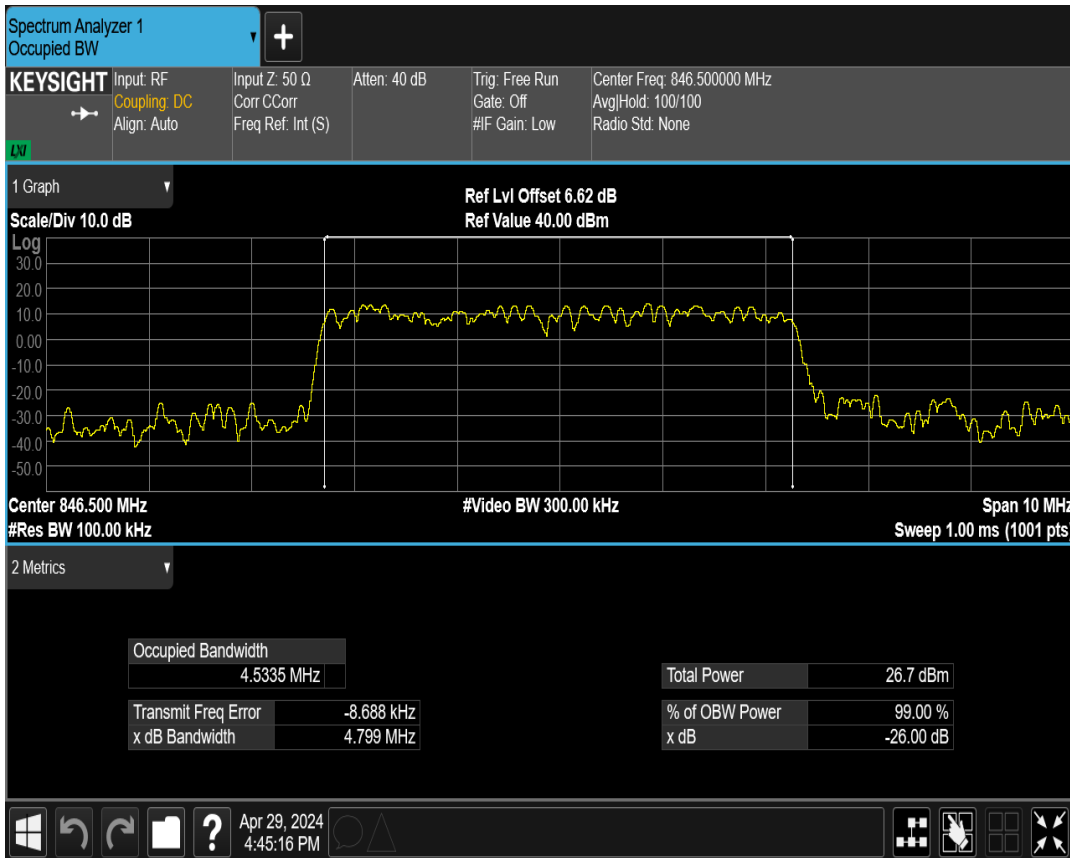 Spectrum Analyzer 1
Occupied BW
KEYSIGHT
LXI
Input: RF
Coupling: DC
Align: Auto
Input Z: 50 Ω
Corr CCorr
Freq Ref: Int (S)
Atten: 40 dB
Trig: Free Run
Gate: Off
#IF Gain: Low
Center Freq: 846.500000 MHz
Avg|Hold: 100/100
Radio Std: None
1 Graph
Scale/Div 10.0 dB
Ref Lvl Offset 6.62 dB
Ref Value 40.00 dBm
Log
30.0
20.0
10.0
0.00
-10.0
-20.0
-30.0
-40.0
-50.0
Center 846.500 MHz
#Video BW 300.00 kHz
Span 10 MHz
#Res BW 100.00 kHz
Sweep 1.00 ms (1001 pts)
2 Metrics
Occupied Bandwidth
4.5335 MHz
Total Power 26.7 dBm
Transmit Freq Error -8.688 kHz
% of OBW Power 99.00 %
x dB Bandwidth 4.799 MHz
x dB -26.00 dB
?
Apr 29, 2024
4:45:16 PM